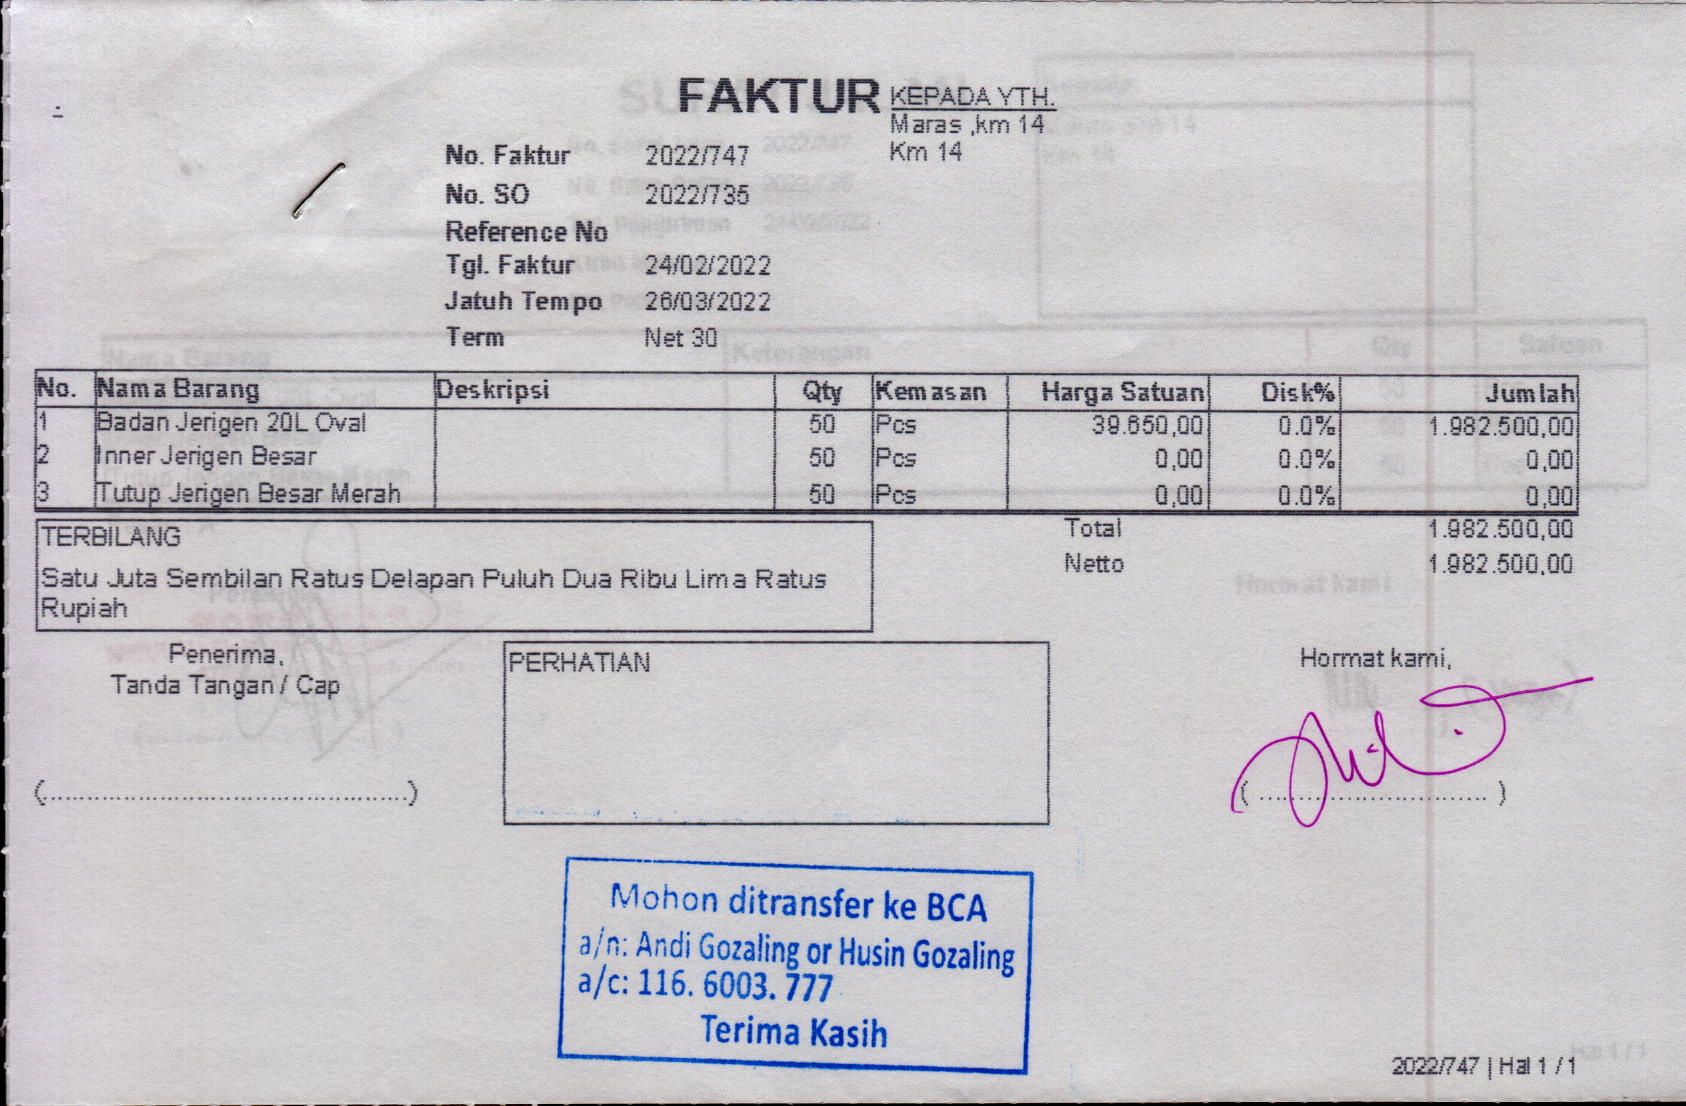 FAKTUR
KEPADA YTH.
Maras ,km 14
Km 14
No. Faktur 2022/747
No. SO 2022/735
Reference No
Tgl. Faktur 24/02/2022
Jatuh Tempo 26/03/2022
Term Net 30
No. Nama Barang Deskripsi Qty Kemasan Harga Satuan Disk% Jumlah
1 Badan Jerigen 20L Oval 50 Pcs 39.650,00 0.0% 1.982.500,00
2 Inner Jerigen Besar 50 Pcs 0,00 0.0% 0,00
3 Tutup Jerigen Besar Merah 50 Pcs 0,00 0.0% 0,00
Total 1.982.500,00
Netto 1.982.500,00
TERBILANG
Satu Juta Sembilan Ratus Delapan Puluh Dua Ribu Lima Ratus
Rupiah
Penerima,
Tanda Tangan / Cap
(..........................................)
PERHATIAN
Hormat kami,
( ............................ )
Mohon ditransfer ke BCA
a/n: Andi Gozaling or Husin Gozaling
a/c: 116. 6003. 777
Terima Kasih
2022/747 | Hal 1 / 1